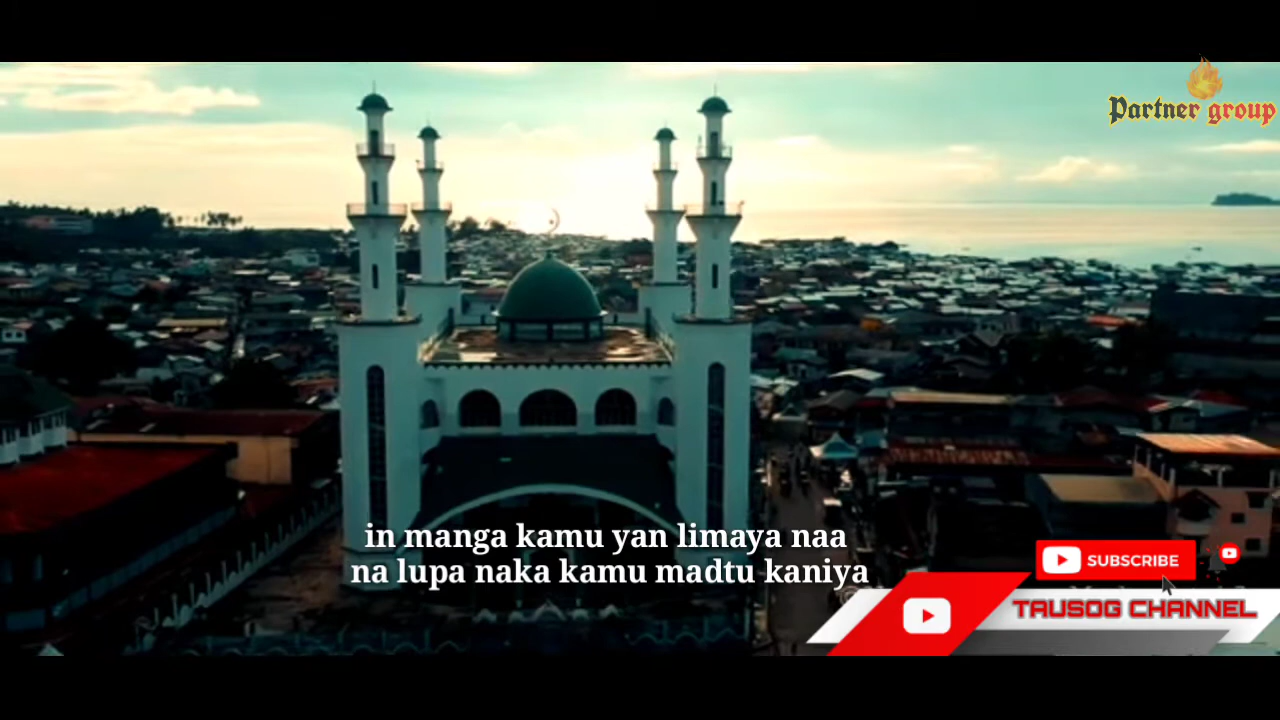 Partner group
in manga kamu yan limaya naa
na lupa naka kamu madtu kaniya
SUBSCRIBE
TAUSOG CHANNEL